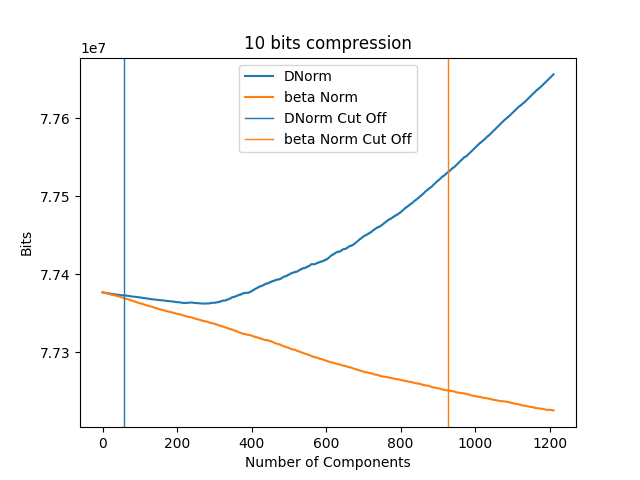 10 bits compression
1e7
DNorm
beta Norm
DNorm Cut Off
beta Norm Cut Off
7.76
7.75
7.74
7.73
Bits
0 200 400 600 800 1000 1200
Number of Components